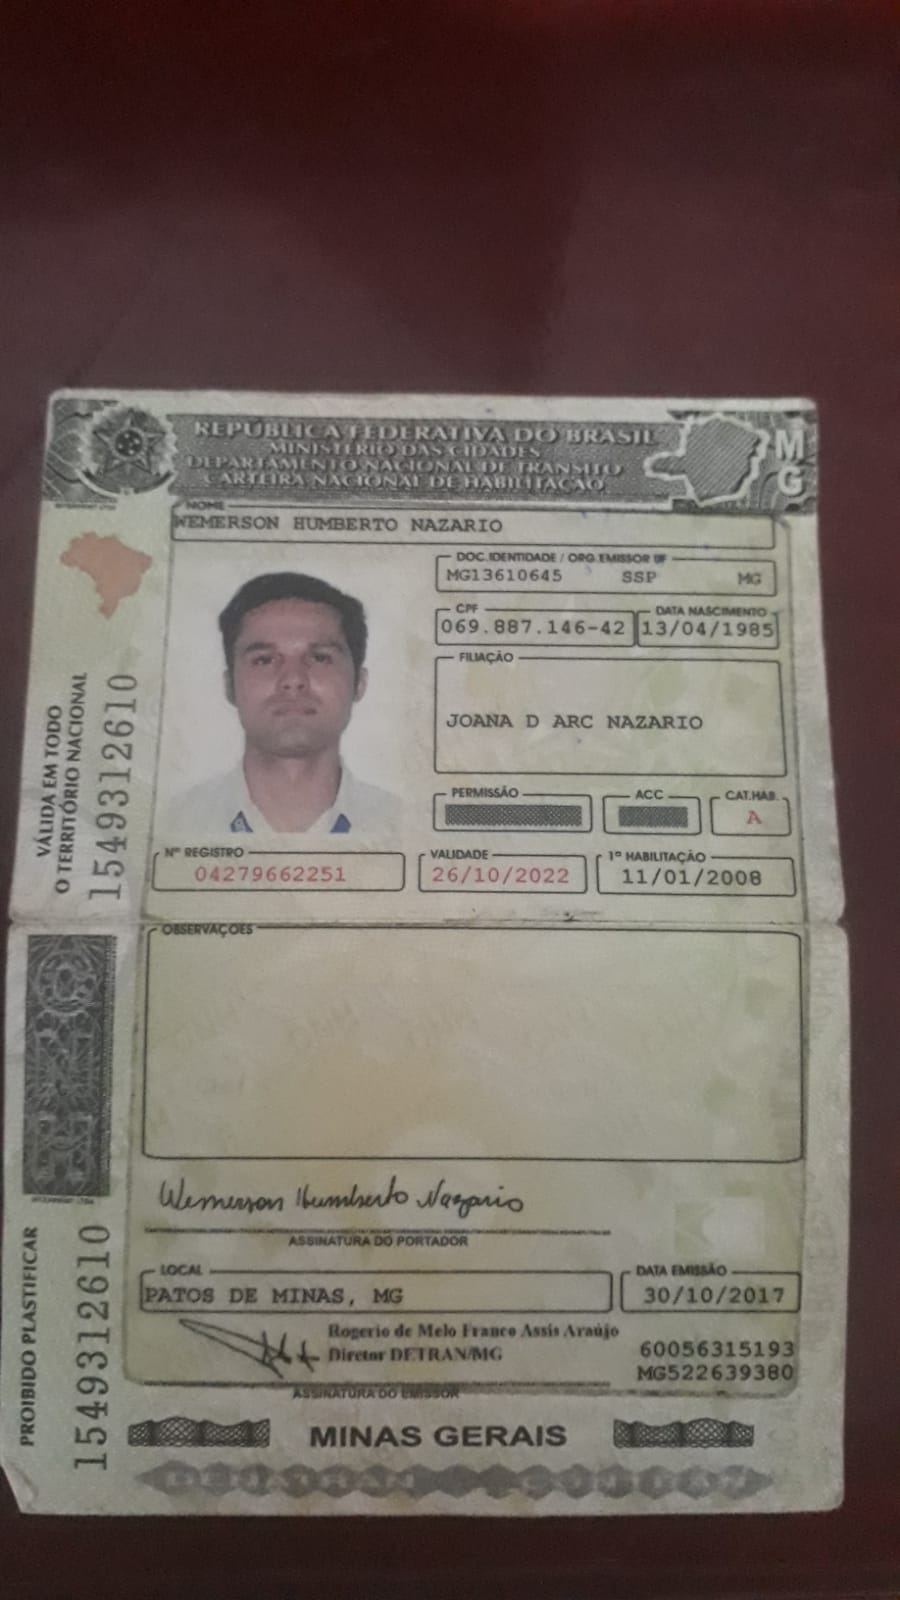 REPÚBLICA FEDERATIVA DO BRASIL
MINISTÉRIO DAS CIDADES
DEPARTAMENTO NACIONAL DE TRÂNSITO
CARTEIRA NACIONAL DE HABILITAÇÃO
MG
NOME
WEMERSON HUMBERTO NAZARIO
DOC. IDENTIDADE / ORG EMISSOR UF
MG13610645 SSP MG
CPF
069.887.146-42
DATA NASCIMENTO
13/04/1985
FILIAÇÃO
JOANA D ARC NAZARIO
PERMISSÃO
ACC
CAT.HAB.
A
Nº REGISTRO
04279662251
VALIDADE
26/10/2022
1ª HABILITAÇÃO
11/01/2008
VÁLIDA EM TODO
O TERRITÓRIO NACIONAL
1549312610
OBSERVAÇÕES
Wemerson Humberto Nazario
ASSINATURA DO PORTADOR
LOCAL
PATOS DE MINAS, MG
DATA EMISSÃO
30/10/2017
Rogerio de Melo Franco Assis Araújo
Diretor DETRAN/MG
60056315193
MG522639380
ASSINATURA DO EMISSOR
PROIBIDO PLASTIFICAR
1549312610
MINAS GERAIS